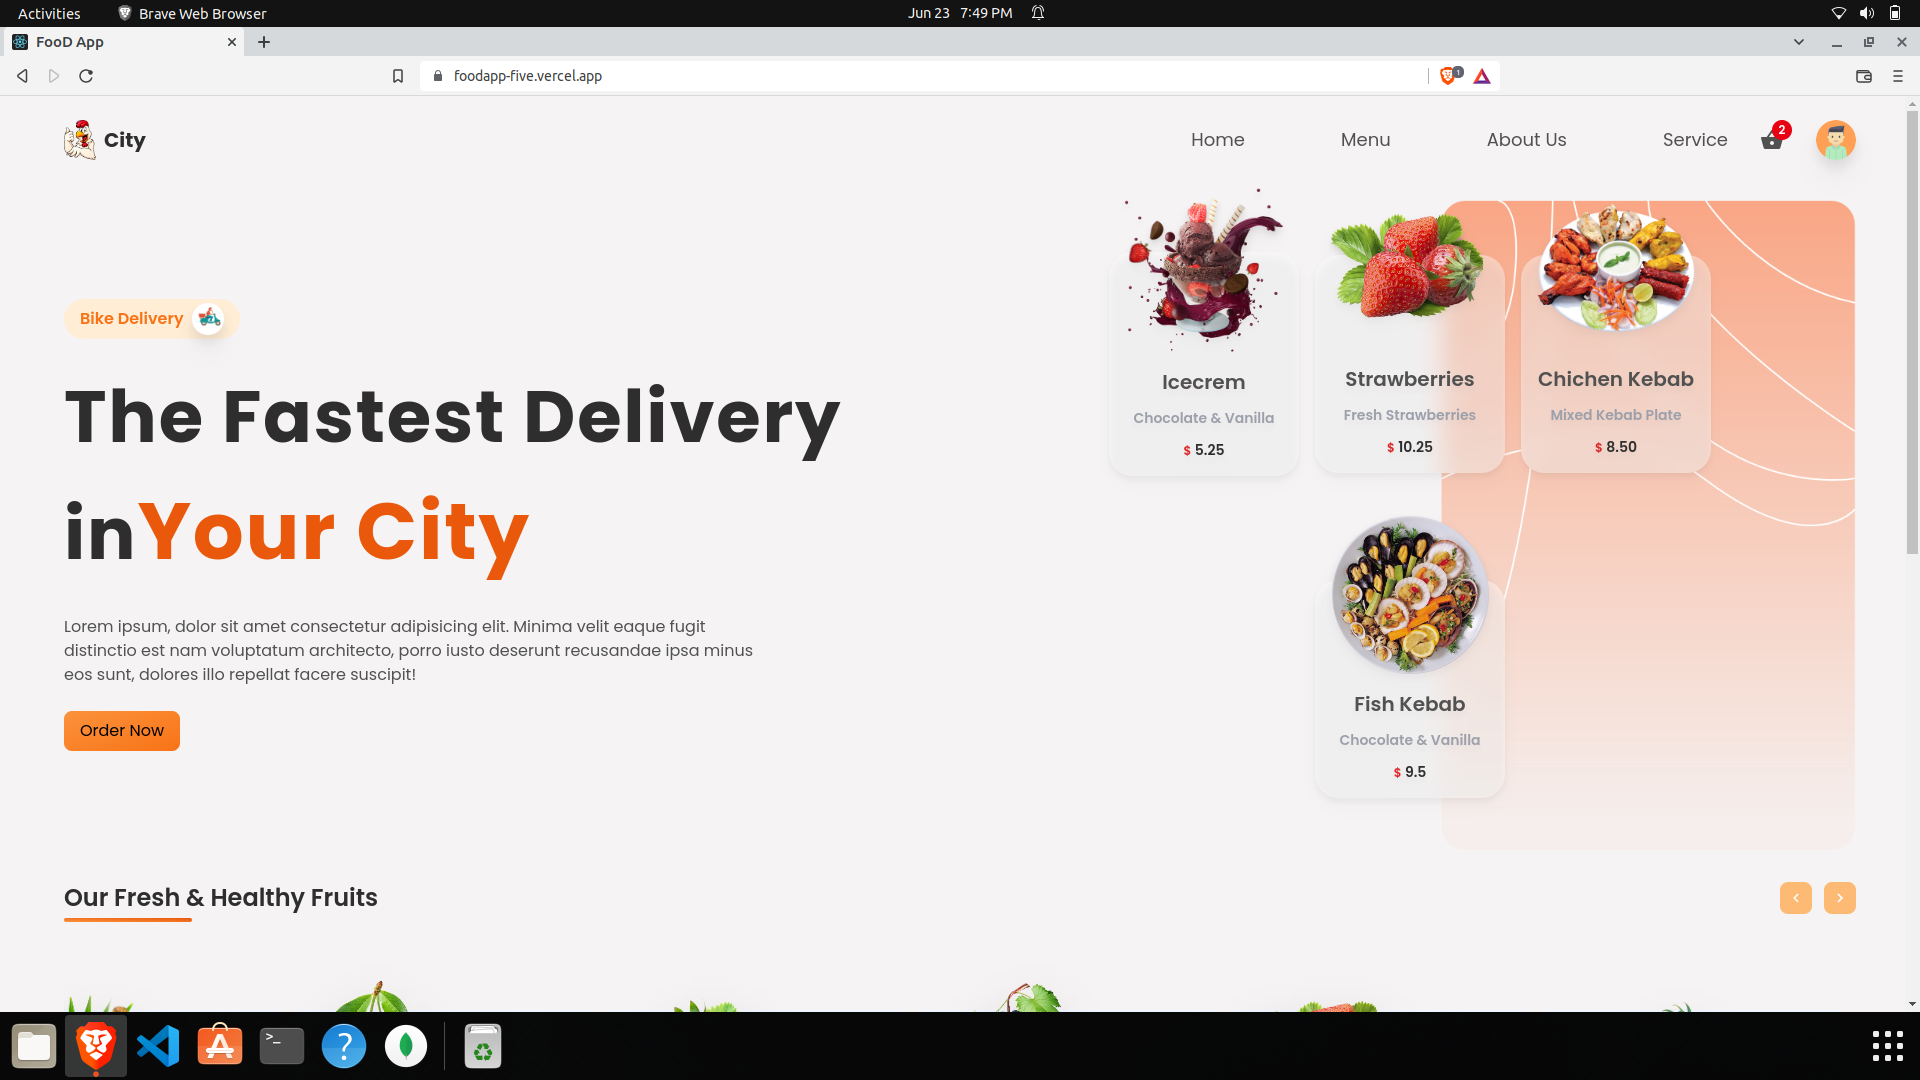 Activities
Brave Web Browser
Jun 23 7:49 PM
FooD App
foodapp-five.vercel.app
1
City
Home
Menu
About Us
Service
2
Bike Delivery
The Fastest Delivery
inYour City
Lorem ipsum, dolor sit amet consectetur adipisicing elit. Minima velit eaque fugit
distinctio est nam voluptatum architecto, porro iusto deserunt recusandae ipsa minus
eos sunt, dolores illo repellat facere suscipit!
Order Now
Icecrem
Chocolate & Vanilla
$ 5.25
Strawberries
Fresh Strawberries
$ 10.25
Chichen Kebab
Mixed Kebab Plate
$ 8.50
Fish Kebab
Chocolate & Vanilla
$ 9.5
Our Fresh & Healthy Fruits